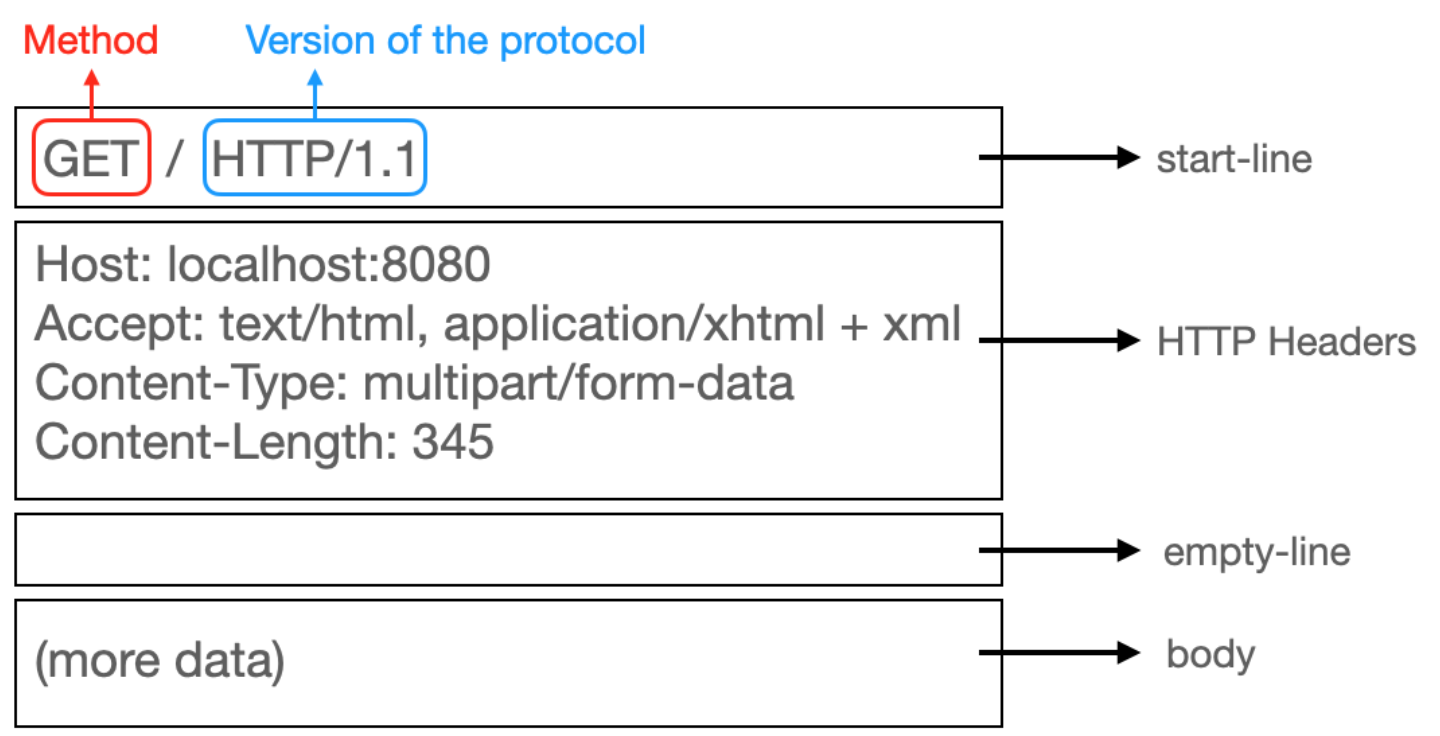 Method Version of the protocol
GET / HTTP/1.1 start-line
Host: localhost:8080
Accept: text/html, application/xhtml + xml
HTTP Headers
Content-Type: multipart/form-data
Content-Length: 345
empty-line
(more data) body